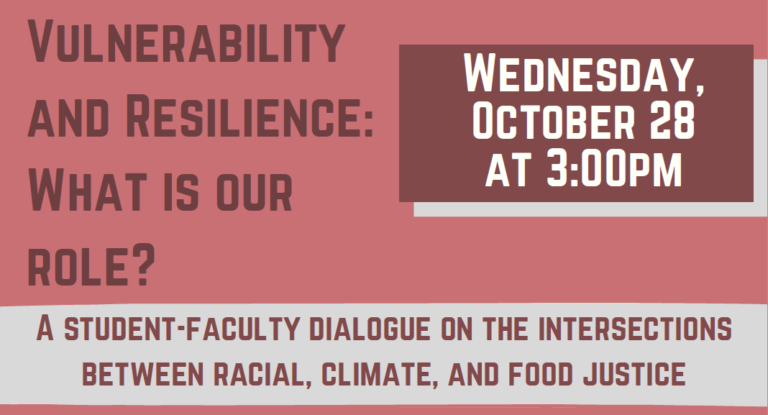 Vulnerability
and Resilience:
What is our
role?
Wednesday,
October 28
at 3:00pm
A student-faculty dialogue on the intersections
between racial, climate, and food justice